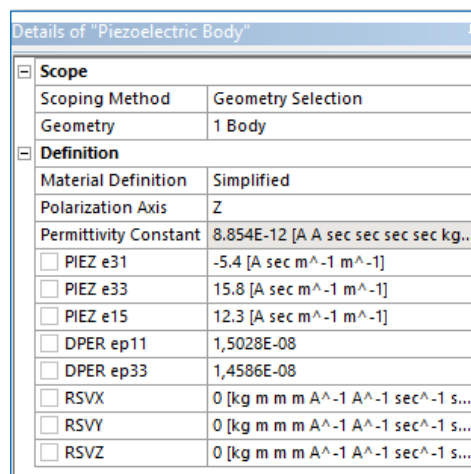 Details of "Piezoelectric Body"
Scope
Scoping Method Geometry Selection
Geometry 1 Body
Definition
Material Definition Simplified
Polarization Axis Z
Permittivity Constant 8.854E-12 [A A sec sec sec sec kg...
PIEZ e31 -5.4 [A sec m^-1 m^-1]
PIEZ e33 15.8 [A sec m^-1 m^-1]
PIEZ e15 12.3 [A sec m^-1 m^-1]
DPER ep11 1,5028E-08
DPER ep33 1,4586E-08
RSVX 0 [kg m m m A^-1 A^-1 sec^-1 s...
RSVY 0 [kg m m m A^-1 A^-1 sec^-1 s...
RSVZ 0 [kg m m m A^-1 A^-1 sec^-1 s...